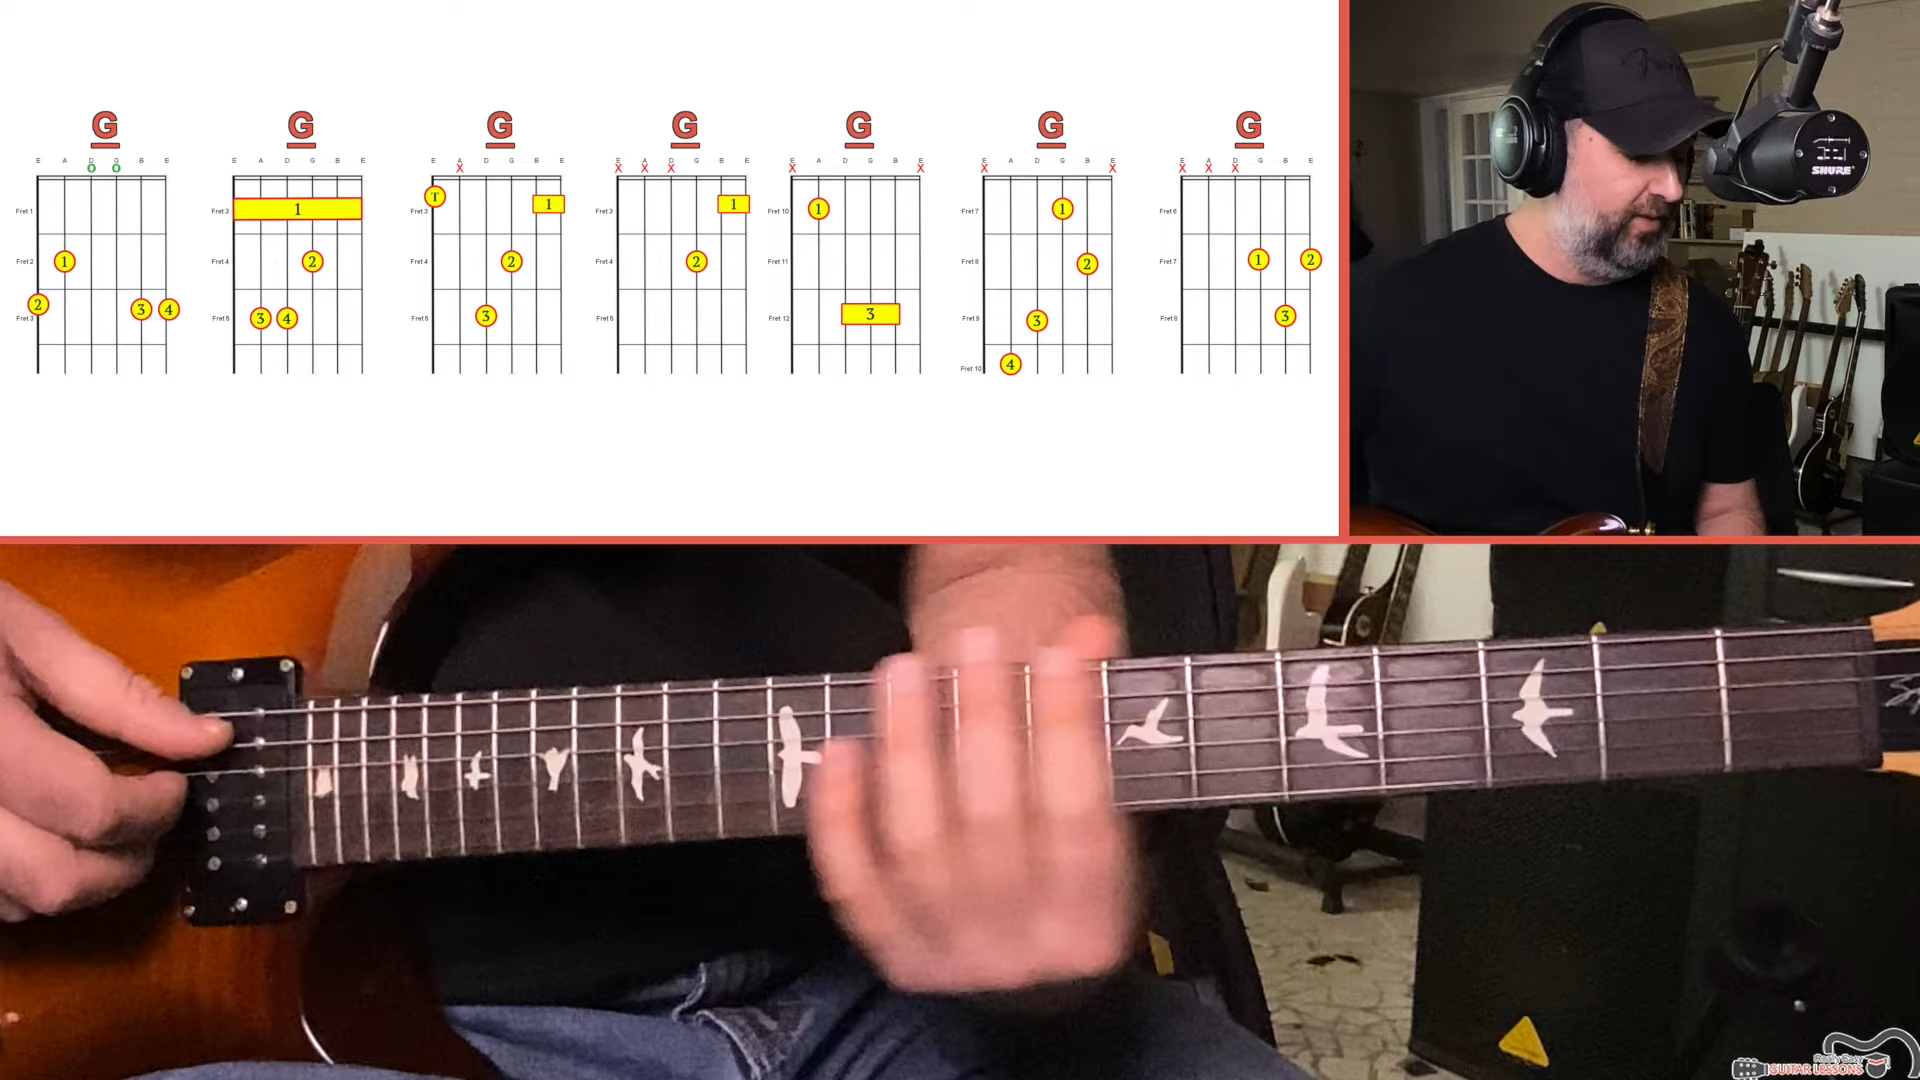 G G G G G G G
E A D G B E E A D G B E E A D G B E E A D G B E E A D G B E E A D G B E E A D G B E
O O X X X X X X X X X X X
Fret 1 Fret 3 Fret 3 Fret 3 Fret 10 Fret 7 Fret 6
1 T 1 1 1 1
Fret 2 Fret 4 Fret 4 Fret 4 Fret 11 Fret 8 Fret 7
1 2 2 2 2 1 2
Fret 3 Fret 5 Fret 5 Fret 5 Fret 12 Fret 9 Fret 8
2 3 4 3 4 3 3 3 3
Fret 10
4
SHURE
Really Easy
GUITAR LESSONS